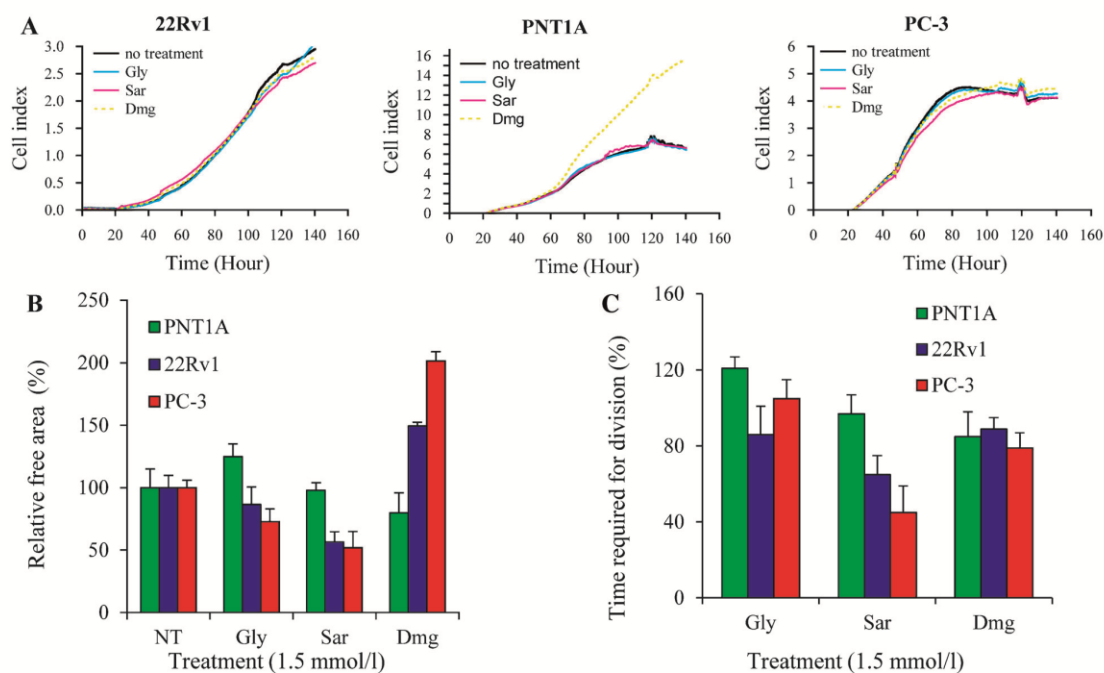 A
22Rv1
no treatment
Gly
Sar
Dmg
Cell index
3.0
2.5
2.0
1.5
1.0
0.5
0.0
0 20 40 60 80 100 120 140 160
Time (Hour)
PNT1A
no treatment
Gly
Sar
Dmg
Cell index
16
14
12
10
8
6
4
2
0
0 20 40 60 80 100 120 140 160
Time (Hour)
PC-3
no treatment
Gly
Sar
Dmg
Cell index
6
5
4
3
2
1
0
0 20 40 60 80 100 120 140 160
Time (Hour)
B
PNT1A
22Rv1
PC-3
Relative free area (%)
250
200
150
100
50
0
NT Gly Sar Dmg
Treatment (1.5 mmol/l)
C
PNT1A
22Rv1
PC-3
Time required for division (%)
160
120
80
40
0
Gly Sar Dmg
Treatment (1.5 mmol/l)